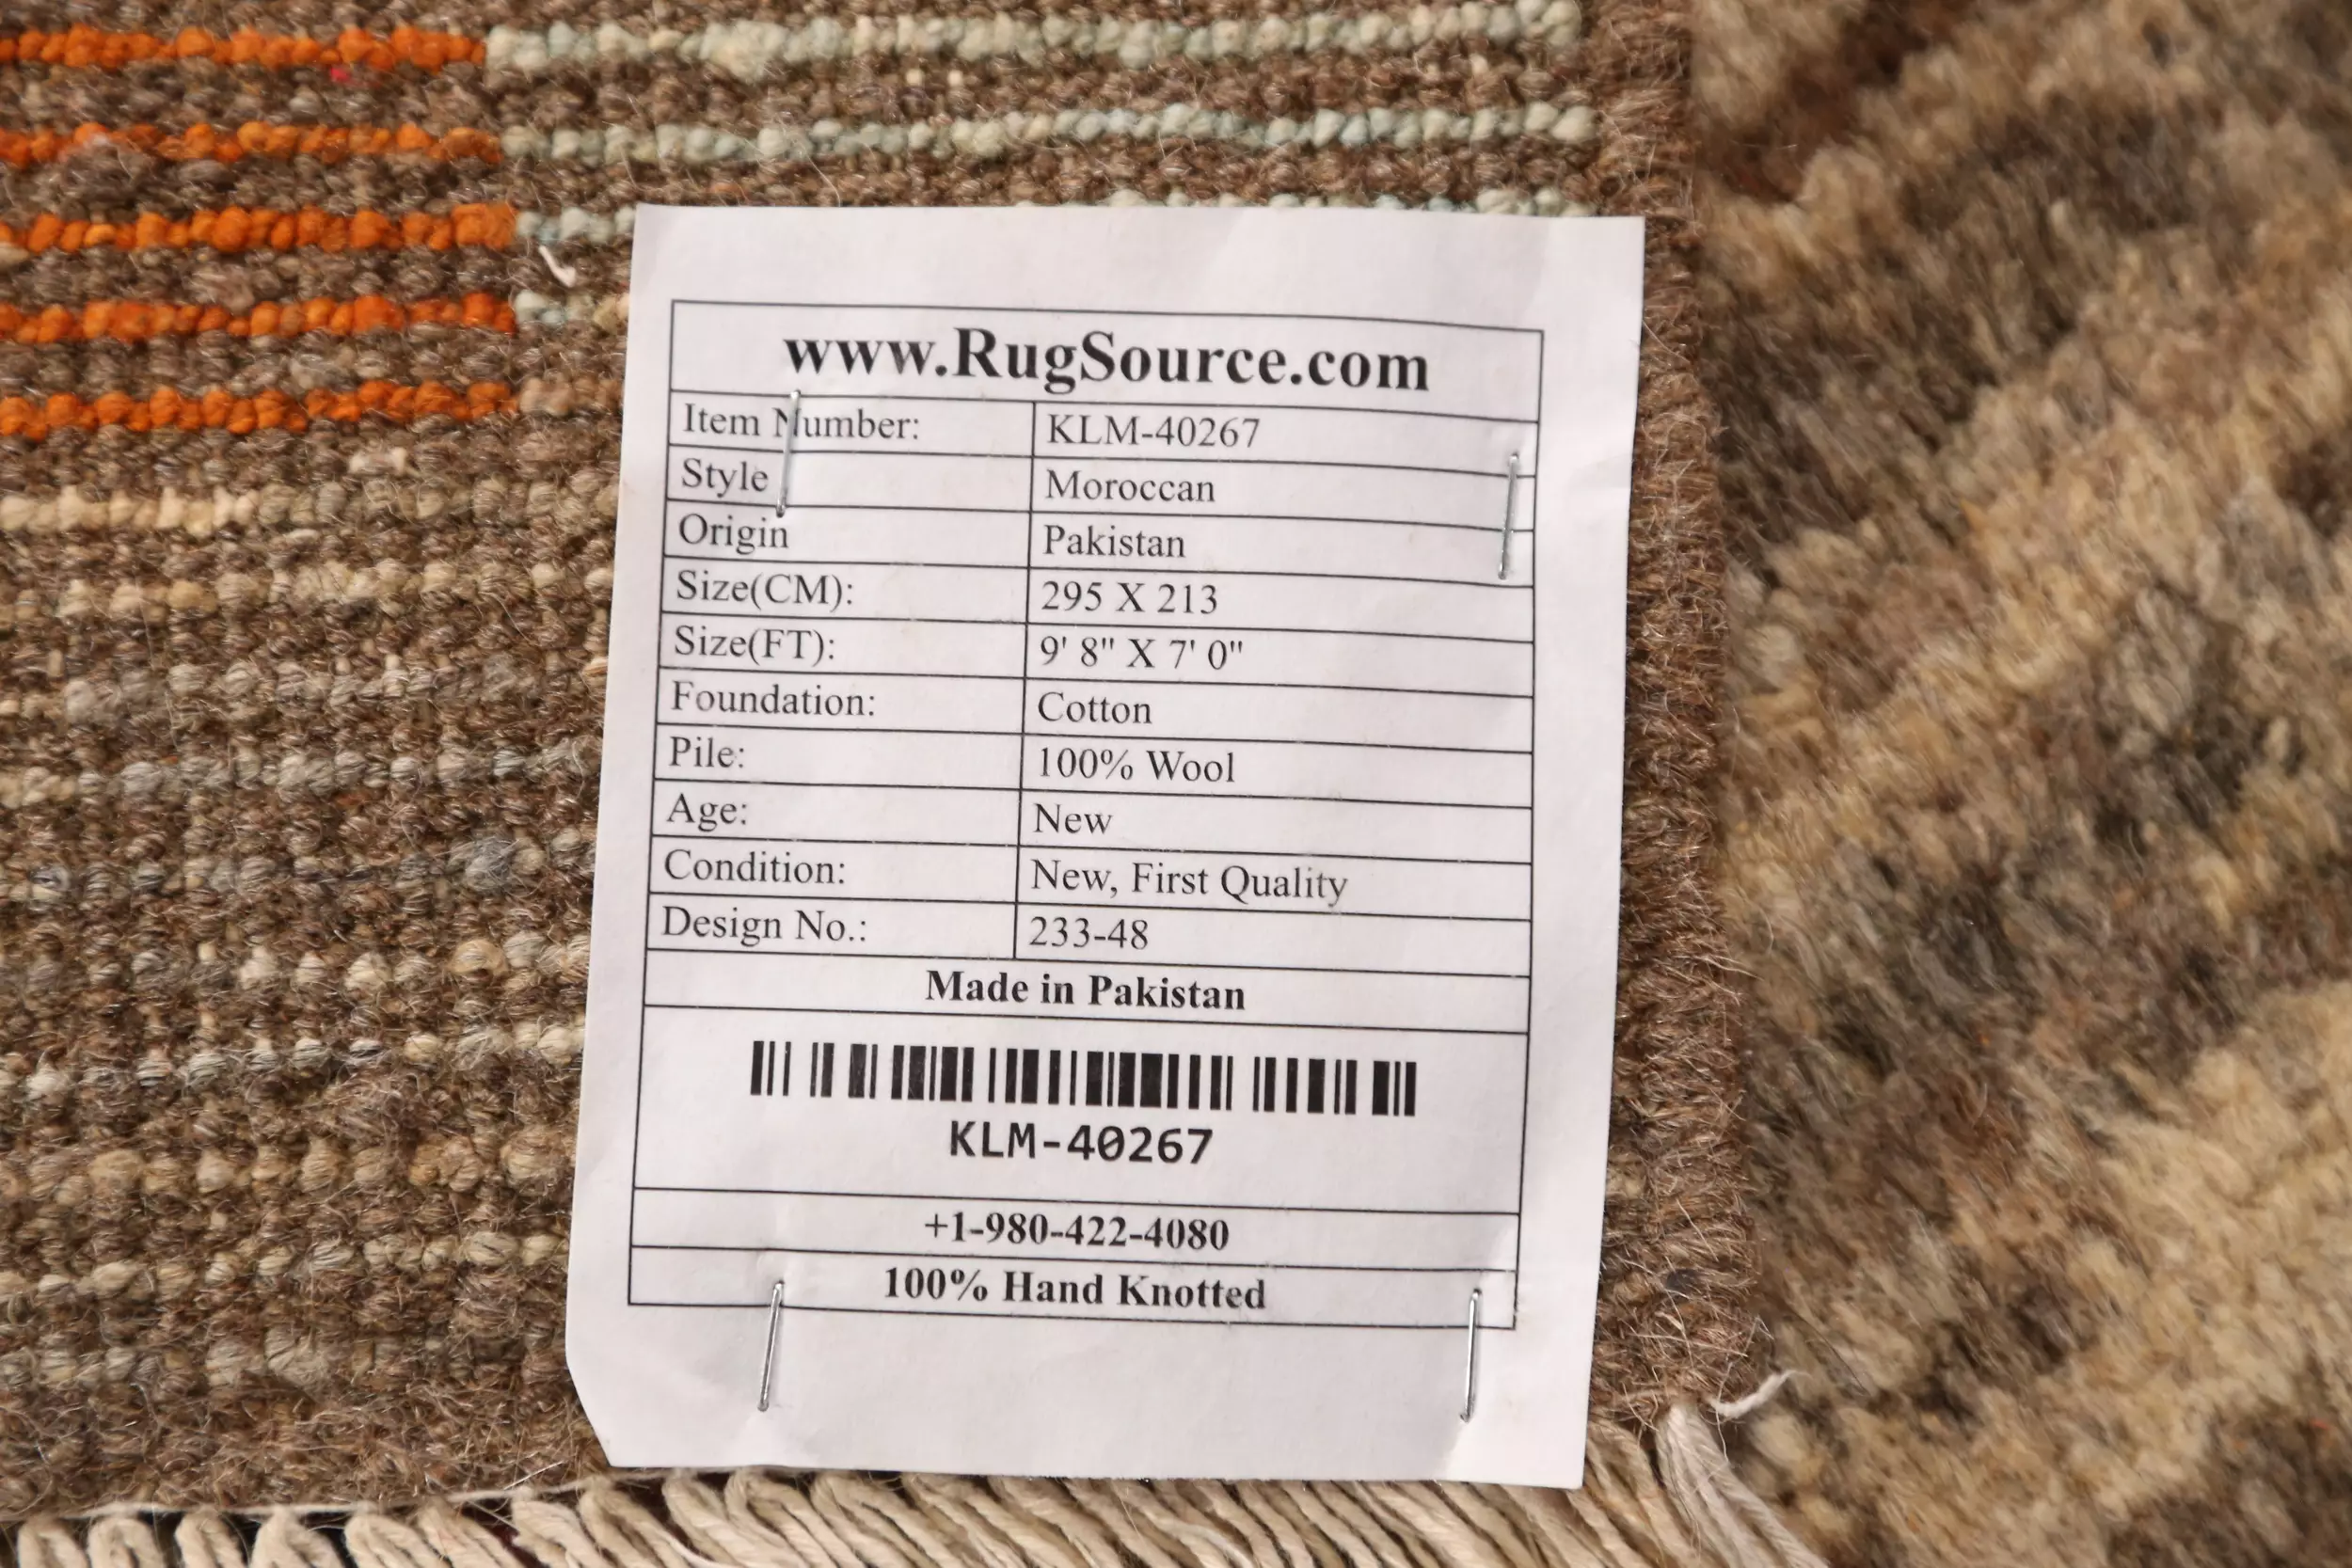 www.RugSource.com
Item Number: KLM-40267
Style Moroccan
Origin Pakistan
Size(CM): 295 X 213
Size(FT): 9' 8" X 7' 0"
Foundation: Cotton
Pile: 100% Wool
Age: New
Condition: New, First Quality
Design No.: 233-48
Made in Pakistan
KLM-40267
+1-980-422-4080
100% Hand Knotted